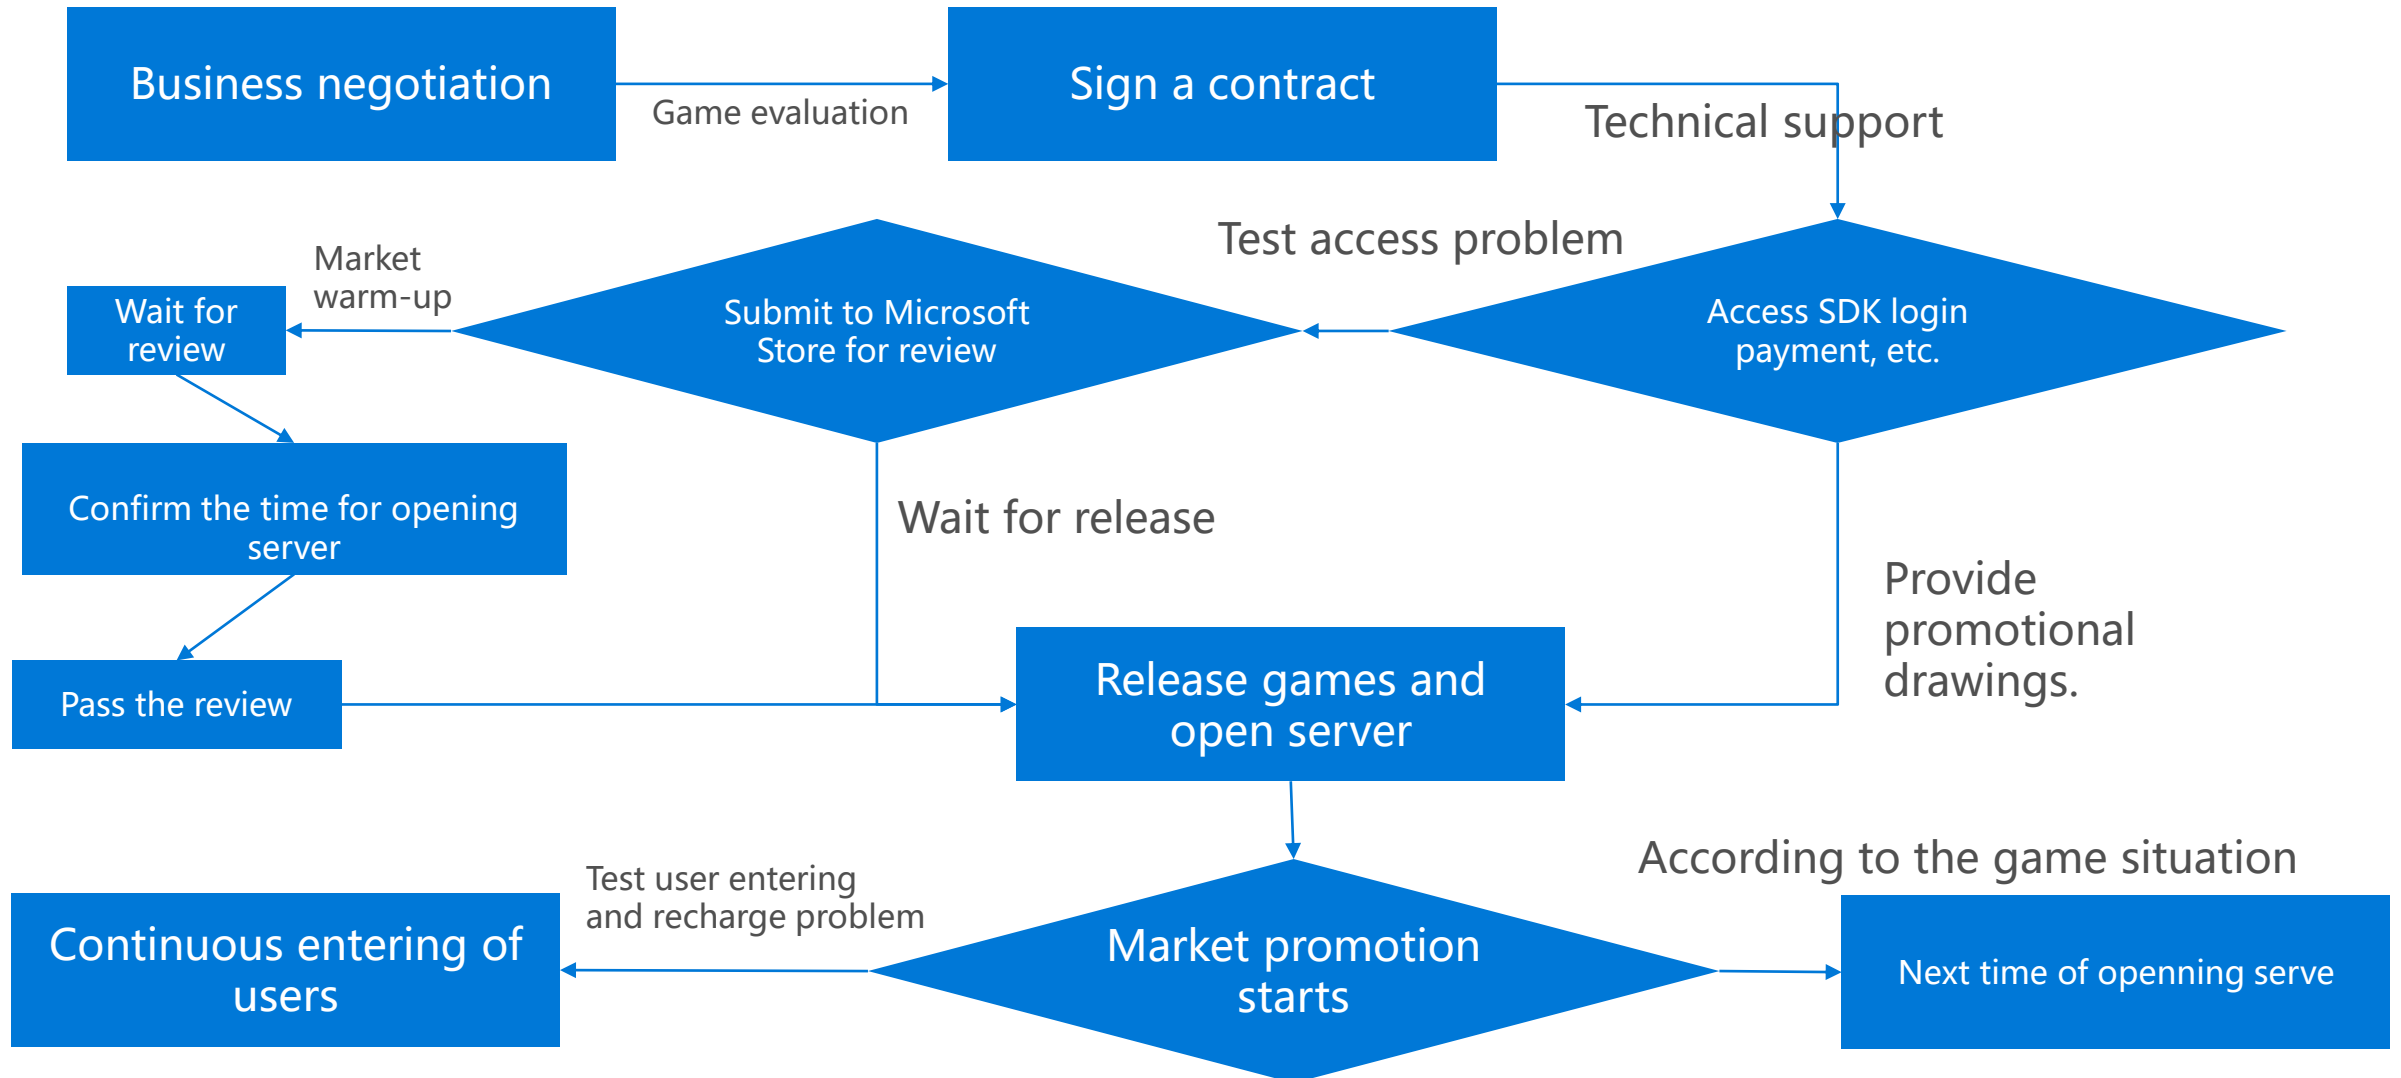 Business negotiation
Game evaluation
Sign a contract
Technical support
Test access problem
Market
warm-up
Wait for
review
Submit to Microsoft
Store for review
Access SDK login
payment, etc.
Confirm the time for opening
server
Wait for release
Provide
promotional
drawings.
Pass the review
Release games and
open server
According to the game situation
Test user entering
and recharge problem
Continuous entering of
users
Market promotion
starts
Next time of openning serve